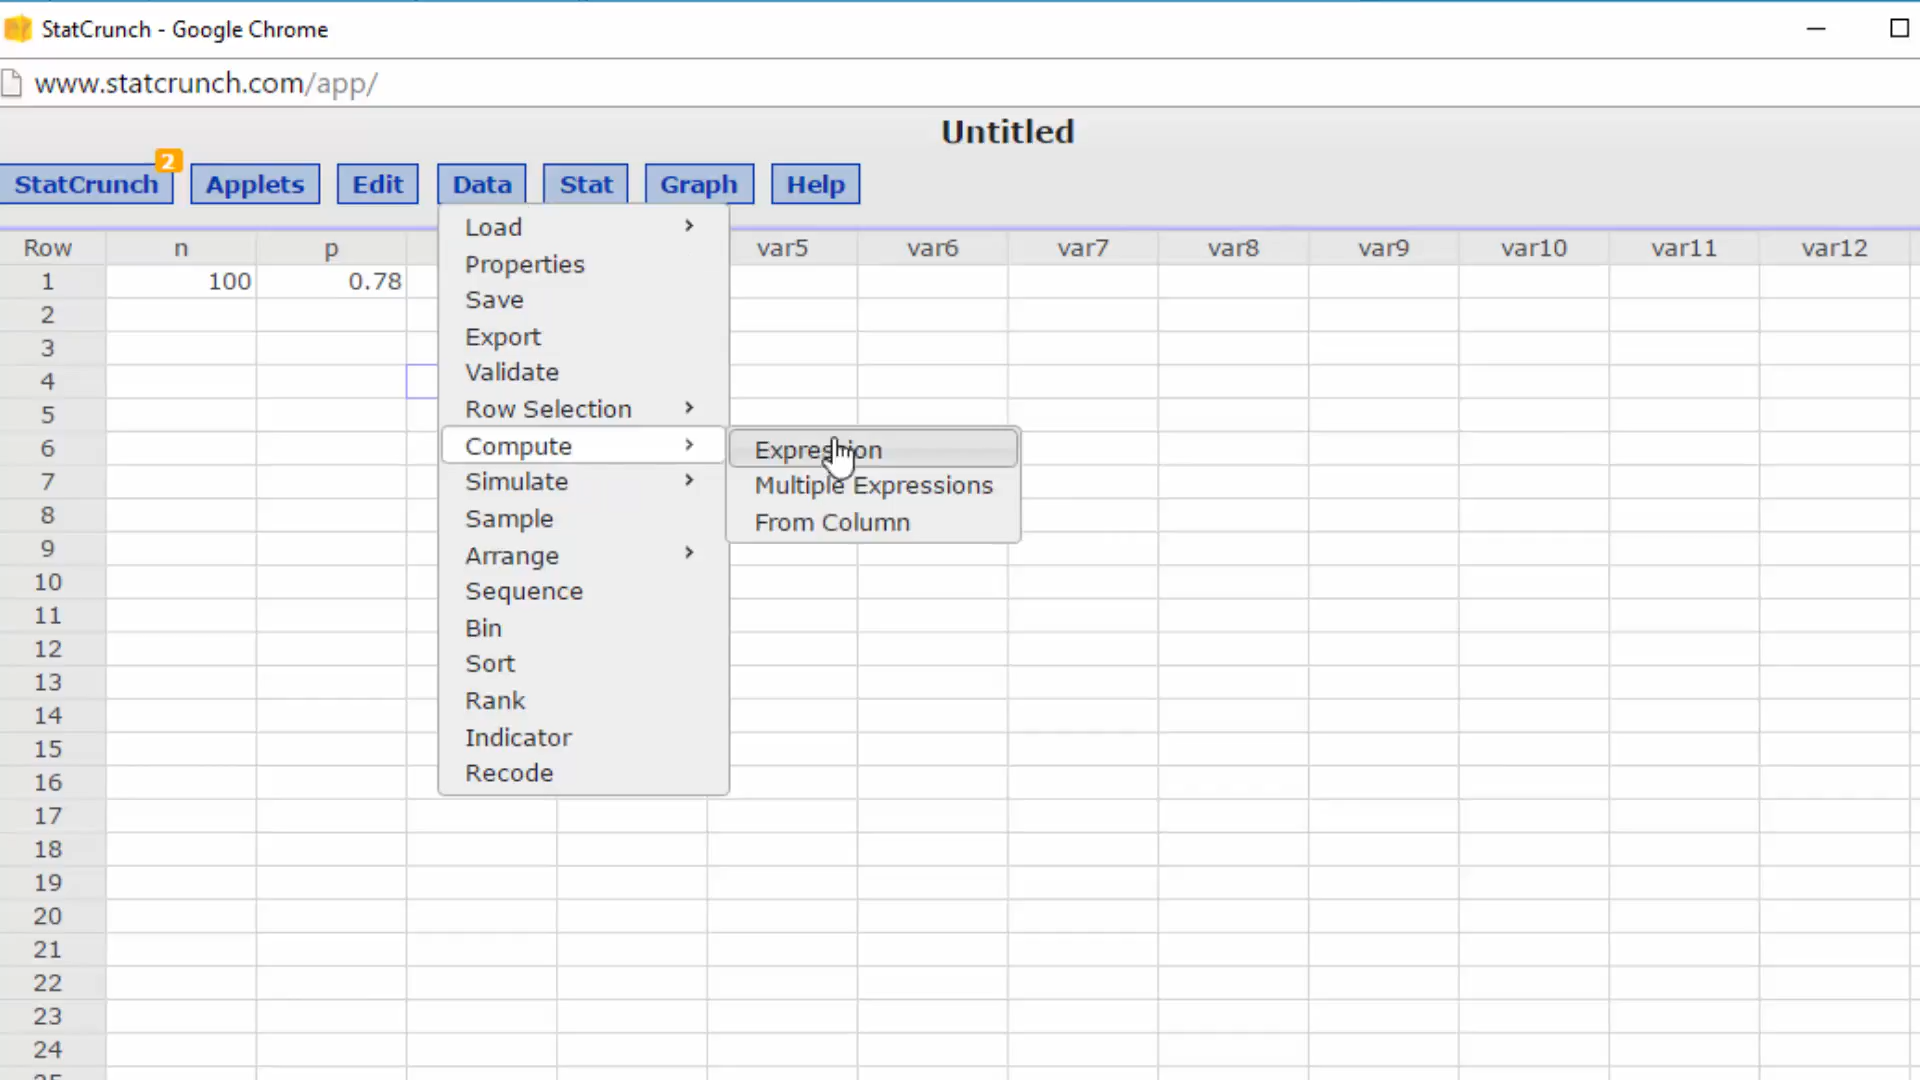 StatCrunch - Google Chrome
www.statcrunch.com/app/
Untitled
StatCrunch 2 Applets Edit Data Stat Graph Help
Row n p var5 var6 var7 var8 var9 var10 var11 var12
1 100 0.78
2
3
4
5
6
7
8
9
10
11
12
13
14
15
16
17
18
19
20
21
22
23
24
Load
Properties
Save
Export
Validate
Row Selection
Compute
Simulate
Sample
Arrange
Sequence
Bin
Sort
Rank
Indicator
Recode
Expression
Multiple Expressions
From Column